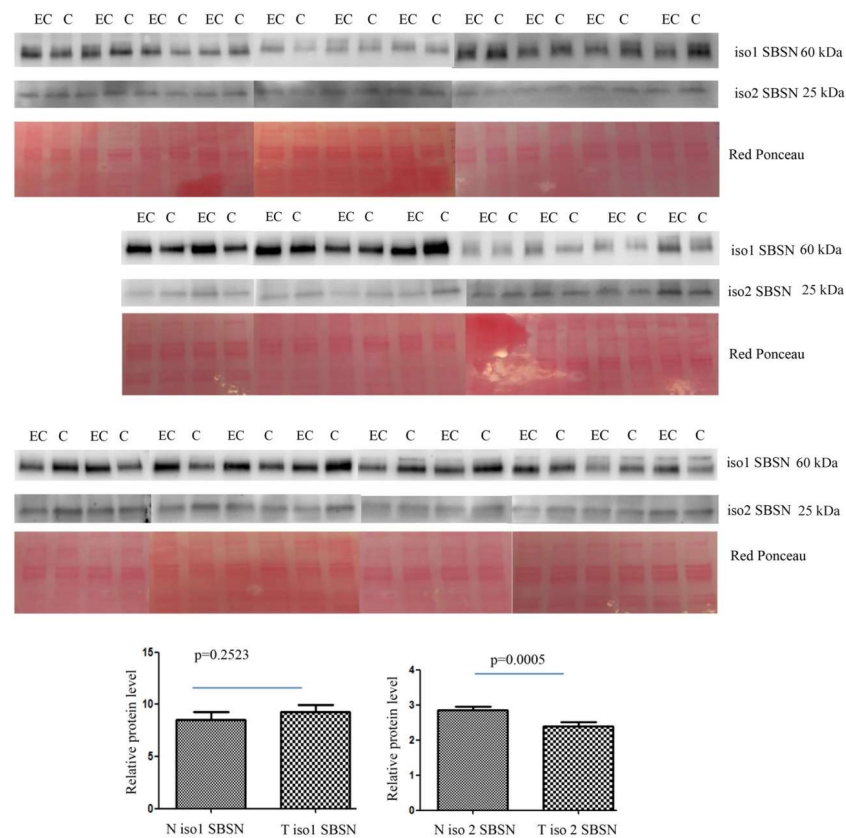 EC C EC C EC C EC C EC C EC C EC C EC C EC C EC C EC C
iso1 SBSN 60 kDa
iso2 SBSN 25 kDa
Red Ponceau
EC C EC C EC C EC C EC C EC C EC C EC C EC C
iso1 SBSN 60 kDa
iso2 SBSN 25 kDa
Red Ponceau
EC C EC C EC C EC C EC C EC C EC C EC C EC C EC C
iso1 SBSN 60 kDa
iso2 SBSN 25 kDa
Red Ponceau
p=0.2523
Relative protein level
15
10
5
0
N iso1 SBSN T iso1 SBSN
p=0.0005
Relative protein level
4
3
2
1
0
N iso 2 SBSN T iso 2 SBSN